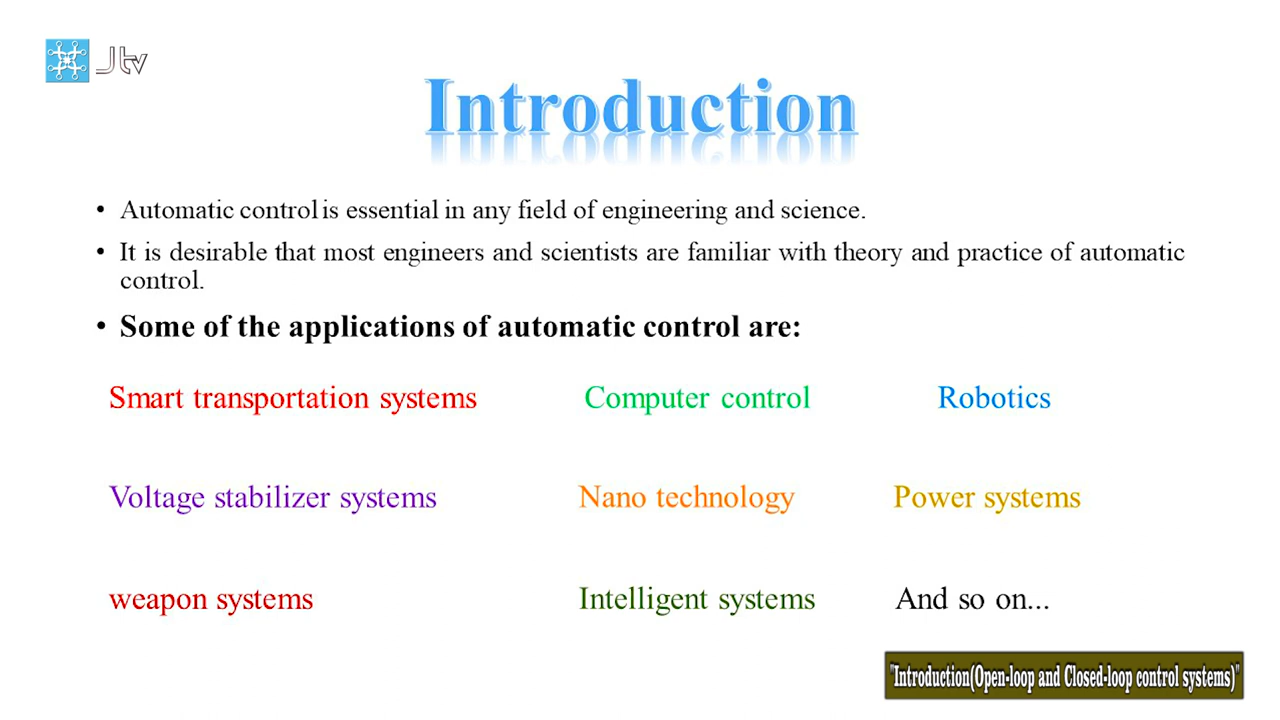 Jtv
Introduction
• Automatic control is essential in any field of engineering and science.
• It is desirable that most engineers and scientists are familiar with theory and practice of automatic
control.
• Some of the applications of automatic control are:
Smart transportation systems Computer control Robotics
Voltage stabilizer systems Nano technology Power systems
weapon systems Intelligent systems And so on...
"Introduction(Open-loop and Closed-loop control systems)"